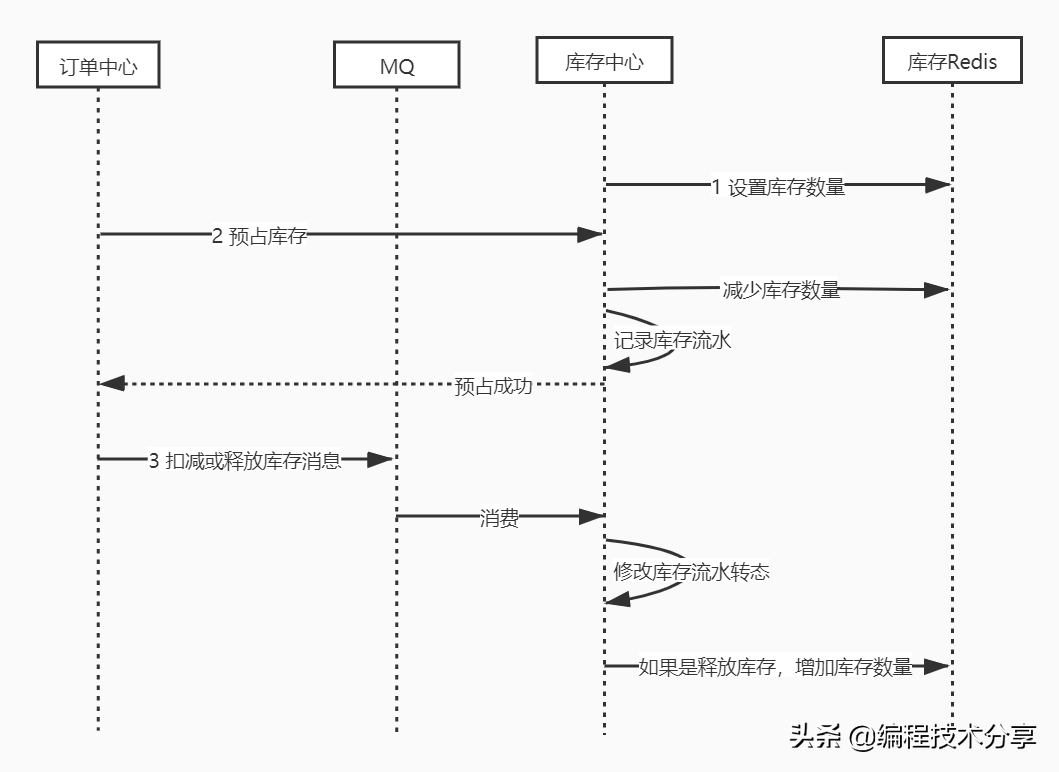 订单中心
MQ
库存中心
库存Redis
1 设置库存数量
2 预占库存
减少库存数量
记录库存流水
预占成功
3 扣减或释放库存消息
消费
修改库存流水转态
如果是释放库存，增加库存数量
头条 @编程技术分享